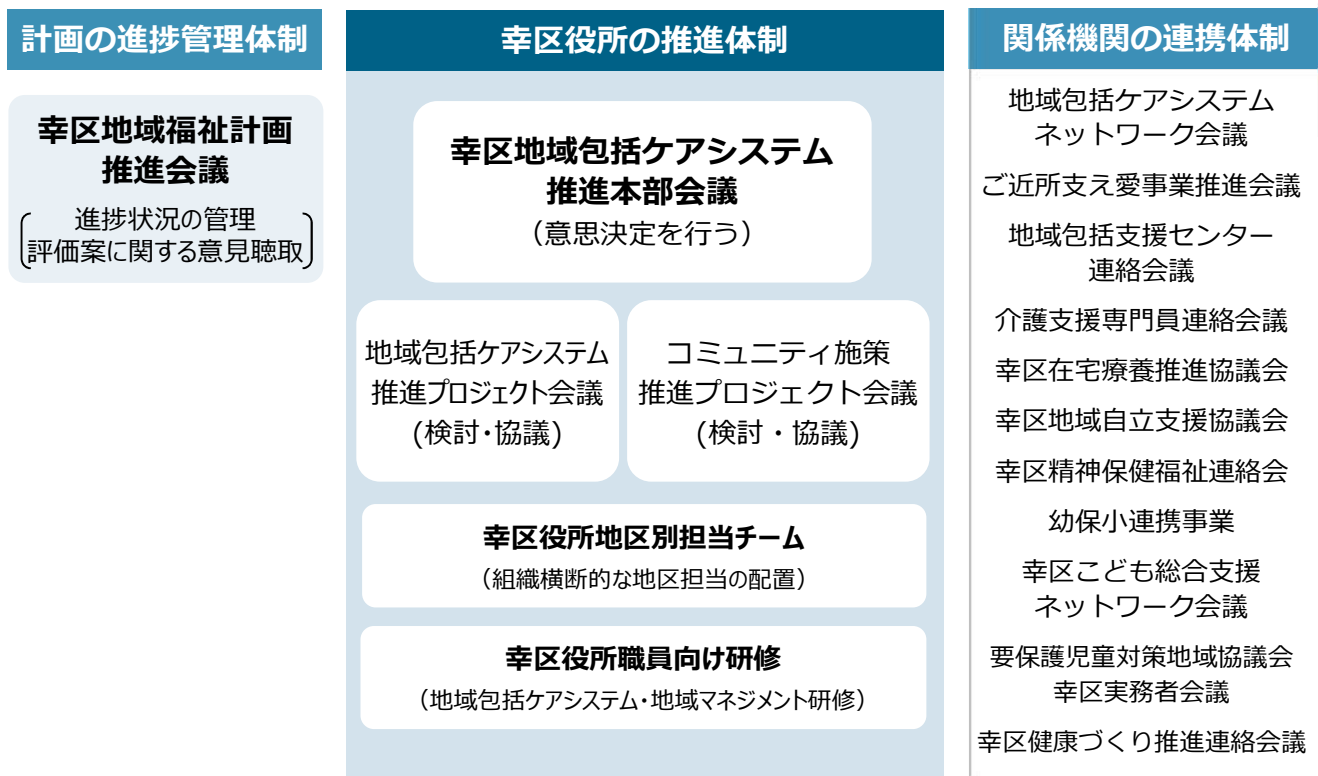 計画の進捗管理体制
幸区地域福祉計画
推進会議
進捗状況の管理
評価案に関する意見聴取
幸区役所の推進体制
幸区地域包括ケアシステム
推進本部会議
（意思決定を行う）
地域包括ケアシステム
推進プロジェクト会議
(検討・協議)
コミュニティ施策
推進プロジェクト会議
(検討・協議)
幸区役所地区別担当チーム
（組織横断的な地区担当の配置）
幸区役所職員向け研修
（地域包括ケアシステム・地域マネジメント研修）
関係機関の連携体制
地域包括ケアシステム
ネットワーク会議
ご近所支え愛事業推進会議
地域包括支援センター
連絡会議
介護支援専門員連絡会議
幸区在宅療養推進協議会
幸区地域自立支援協議会
幸区精神保健福祉連絡会
幼保小連携事業
幸区こども総合支援
ネットワーク会議
要保護児童対策地域協議会
幸区実務者会議
幸区健康づくり推進連絡会議